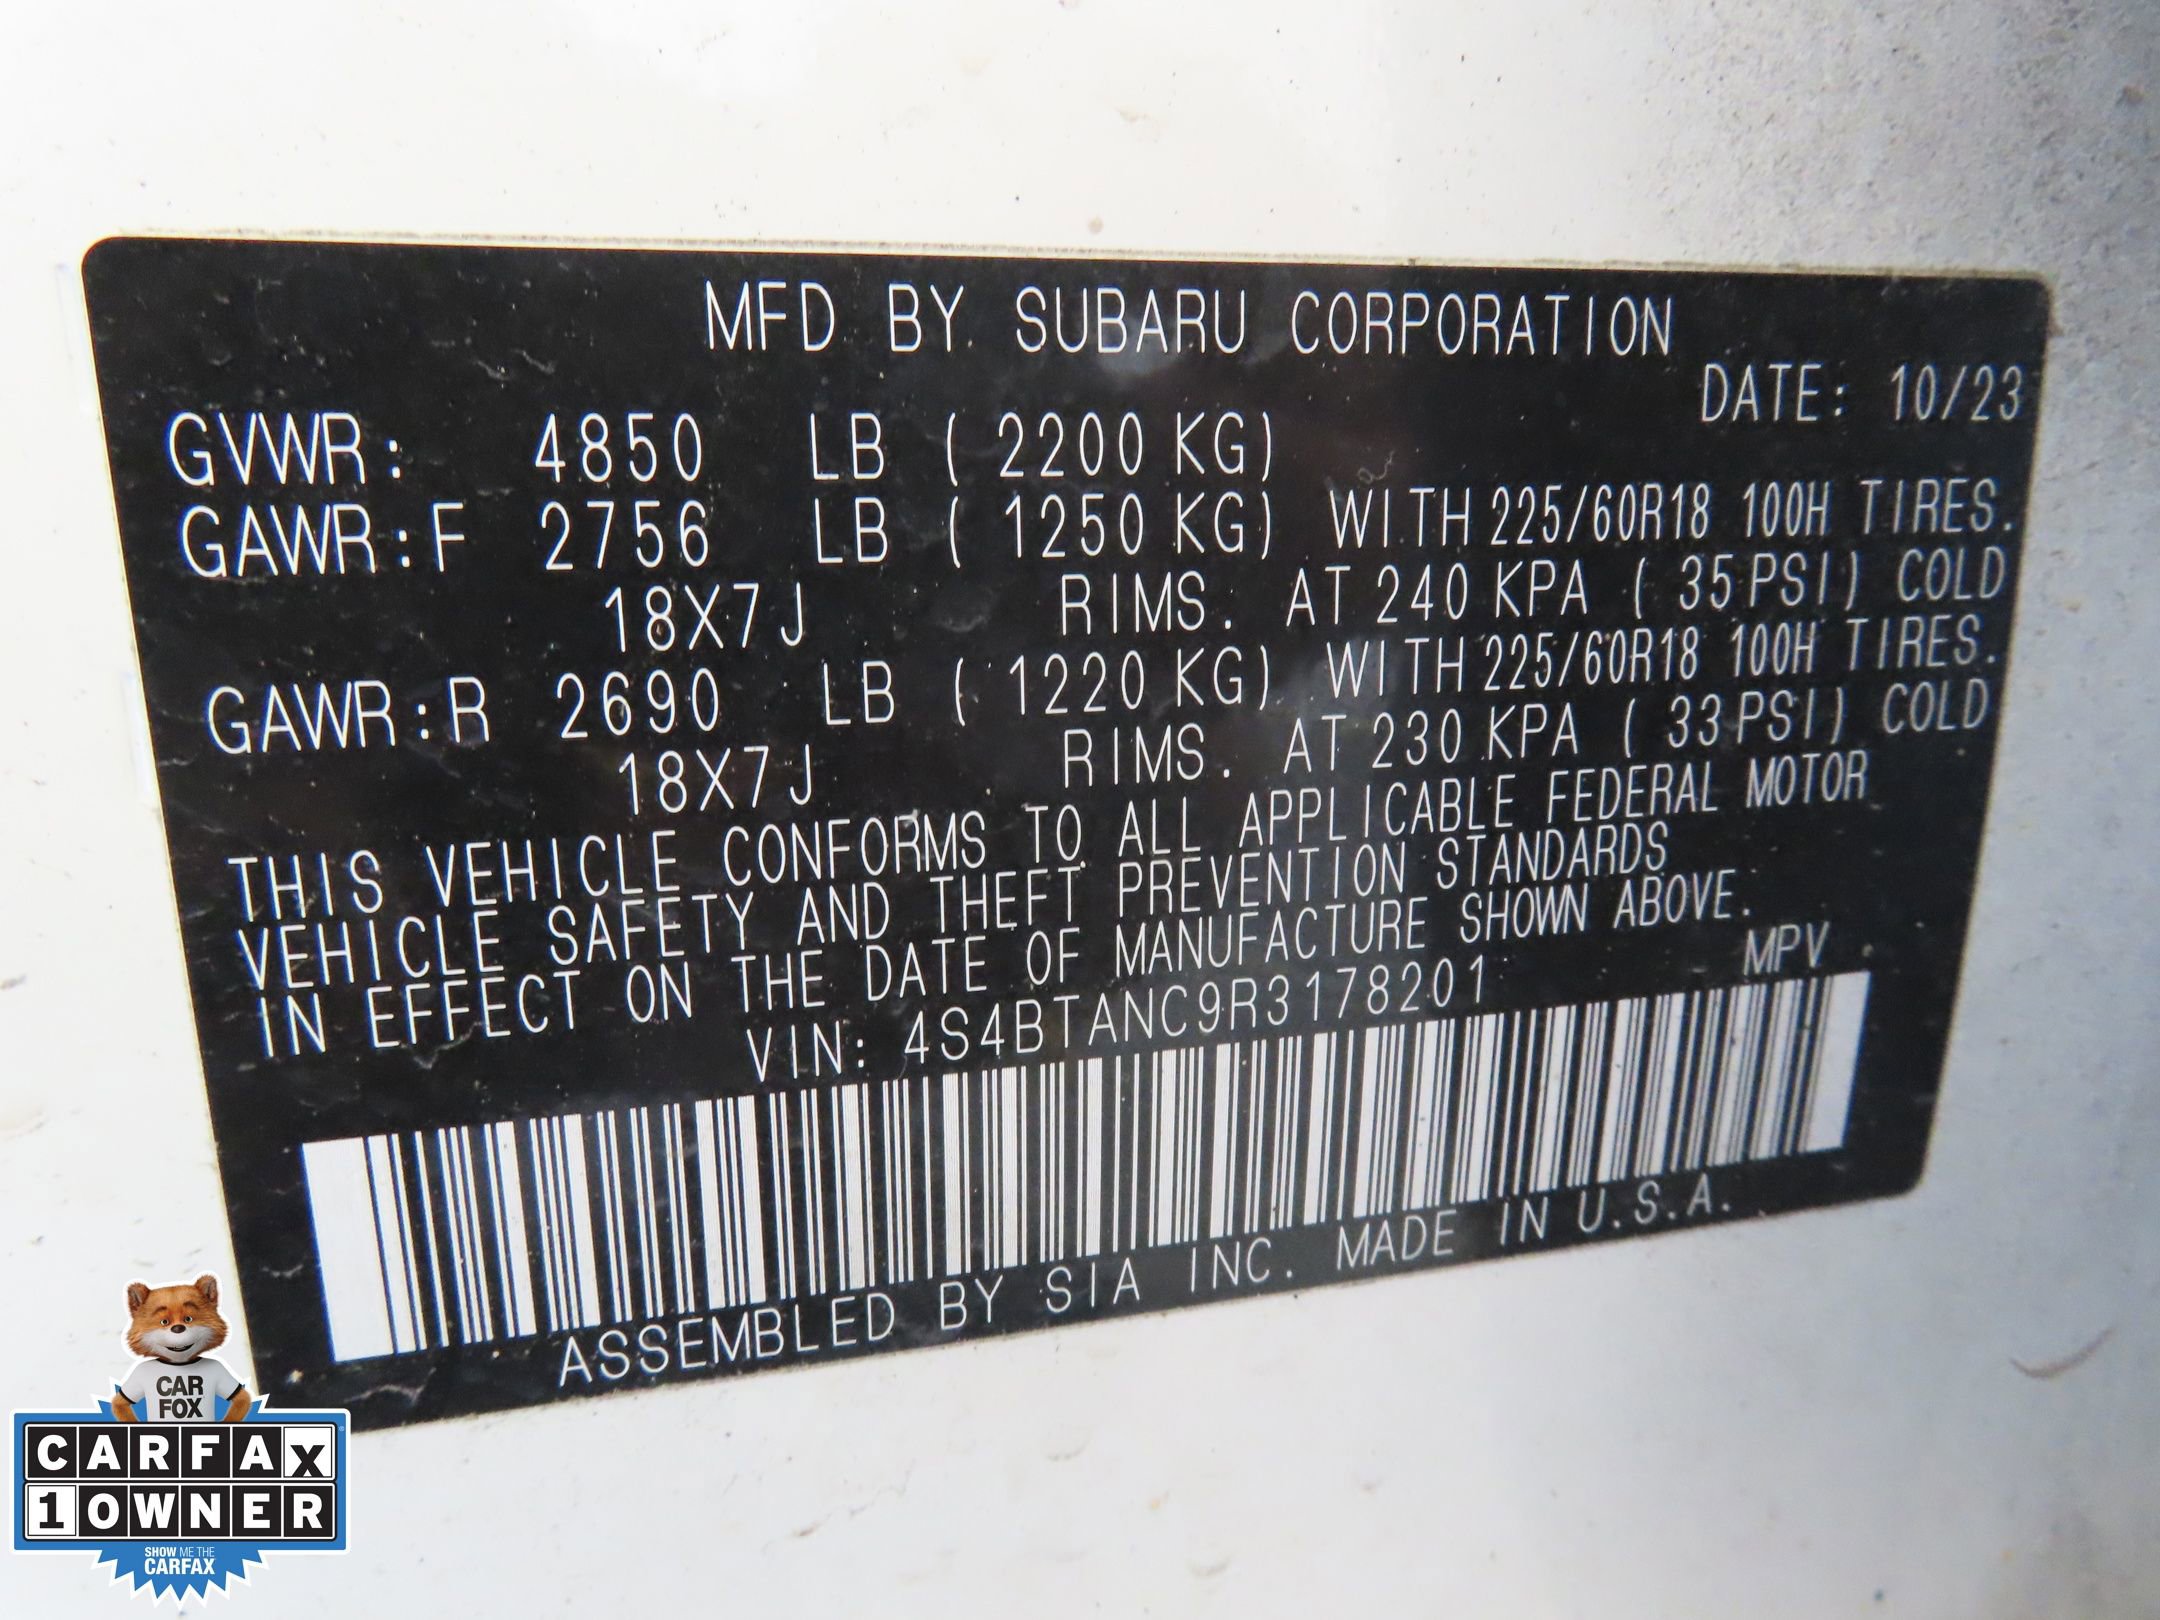 MFD BY SUBARU CORPORATION
DATE: 10/23
GVWR: 4850 LB ( 2200 KG)
GAWR:F 2756 LB ( 1250 KG) WITH 225/60R18 100H TIRES.
18X7J RIMS. AT 240 KPA ( 35 PSI) COLD
GAWR:R 2690 LB ( 1220 KG) WITH 225/60R18 100H TIRES.
18X7J RIMS. AT 230 KPA ( 33 PSI) COLD
THIS VEHICLE CONFORMS TO ALL APPLICABLE FEDERAL MOTOR
VEHICLE SAFETY AND THEFT PREVENTION STANDARDS
IN EFFECT ON THE DATE OF MANUFACTURE SHOWN ABOVE.
VIN: 4S4BTANC9R3178201 MPV
ASSEMBLED BY SIA INC. MADE IN U.S.A.
CAR
FOX
CARFAX
1 OWNER
SHOW ME THE
CARFAX